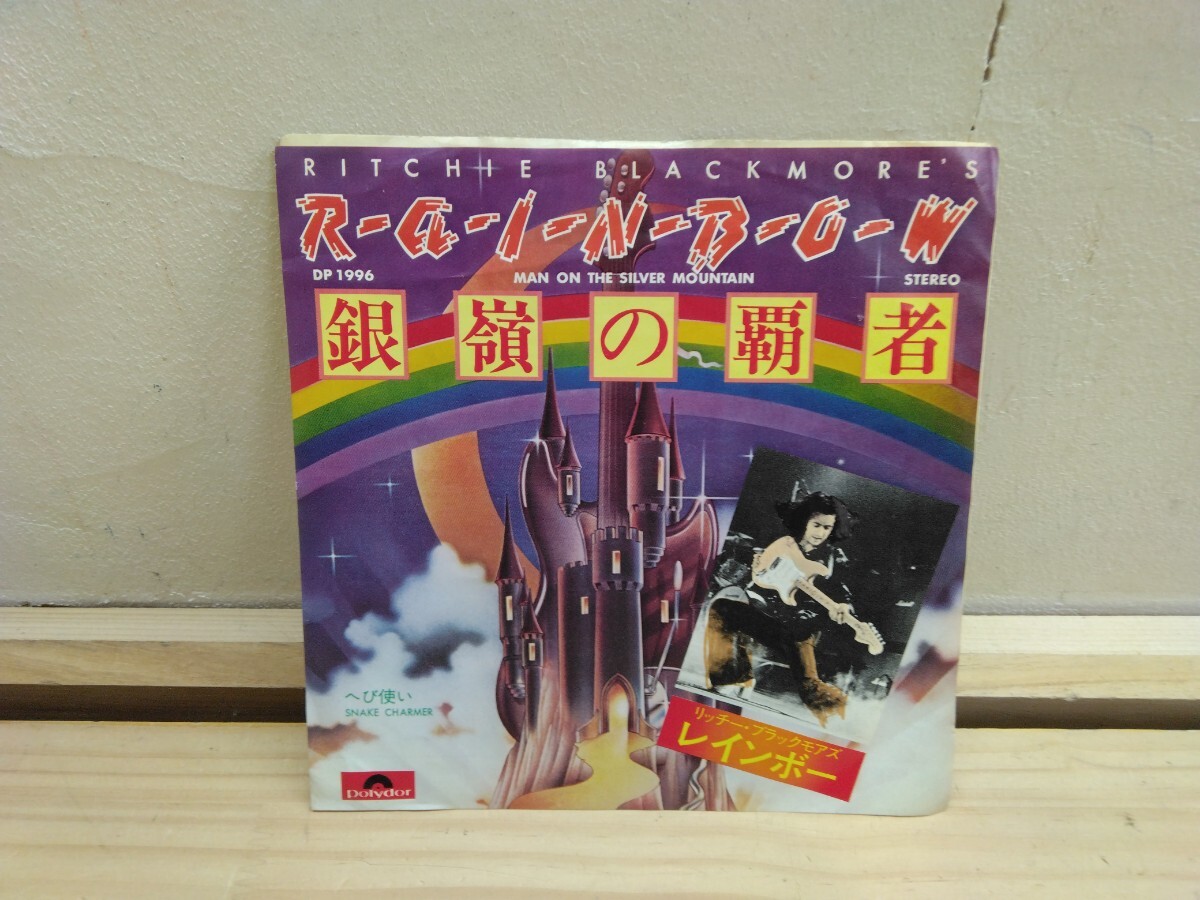 RITCHIE BLACKMORE'S
R-A-I-N-B-O-W
DP 1996 MAN ON THE SILVER MOUNTAIN STEREO
銀嶺の覇者
へび使い
SNAKE CHARMER
リッチー・ブラックモアズ
レインボー
polydor